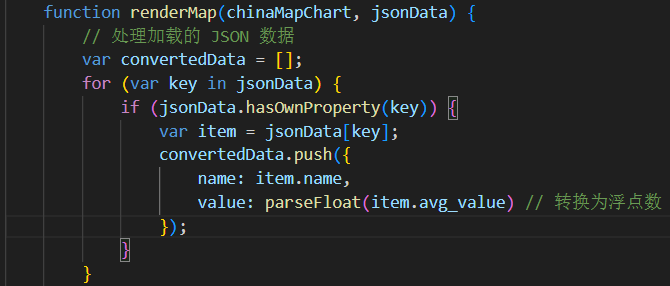 function renderMap(chinaMapChart, jsonData) {
// 处理加载的 JSON 数据
var convertedData = [];
for (var key in jsonData) {
if (jsonData.hasOwnProperty(key)) {
var item = jsonData[key];
convertedData.push({
name: item.name,
value: parseFloat(item.avg_value) // 转换为浮点数
});
}
}